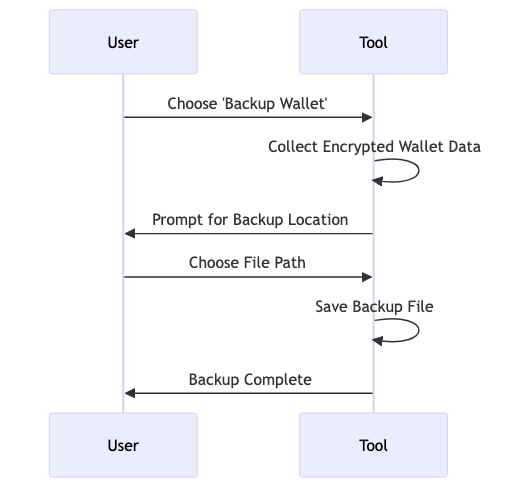 User
Tool
Choose 'Backup Wallet'
Collect Encrypted Wallet Data
Prompt for Backup Location
Choose File Path
Save Backup File
Backup Complete
User
Tool